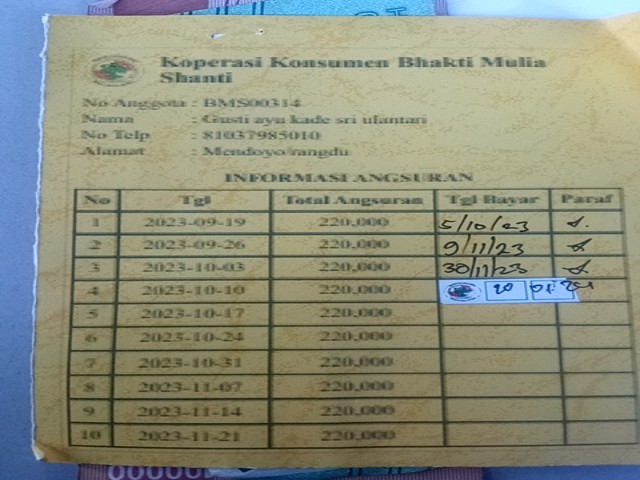 Koperasi Konsumen Bhakti Mulia
Shanti
No Anggota : BMS00314
Nama : Gusti ayu kade sri ulantari
No Telp : 81037985010
Alamat : Mendoyo/rangdu
INFORMASI ANGSURAN
No Tgl Total Angsuran Tgl Bayar Paraf
1 2023-09-19 220,000 5/10/23
2 2023-09-26 220,000 9/11/23
3 2023-10-03 220,000 30/11/23
4 2023-10-10 220,000 20 01
5 2023-10-17 220,000
6 2023-10-24 220,000
7 2023-10-31 220,000
8 2023-11-07 220,000
9 2023-11-14 220,000
10 2023-11-21 220,000